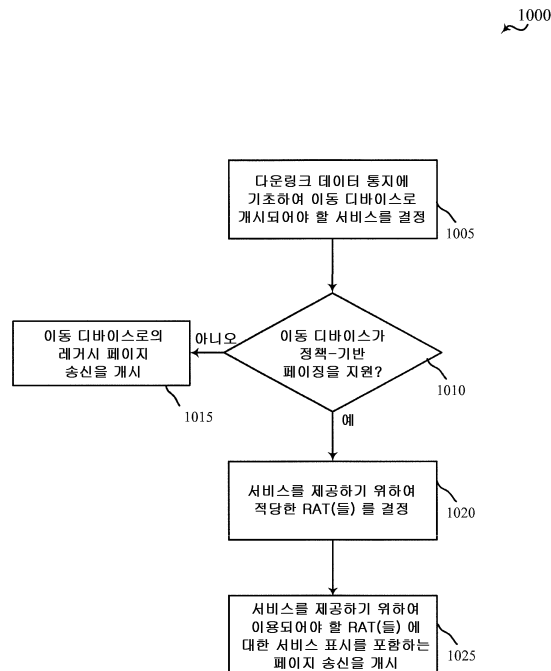 1000
다운링크 데이터 통지에
기초하여 이동 디바이스로
개시되어야 할 서비스를 결정
1005
이동 디바이스가
정책-기반
페이징을 지원?
1010
아니오
이동 디바이스로의
레거시 페이지
송신을 개시
1015
예
서비스를 제공하기 위하여
적당한 RAT(들) 를 결정
1020
서비스를 제공하기 위하여
이용되어야 할 RAT(들) 에
대한 서비스 표시를 포함하는
페이지 송신을 개시
1025